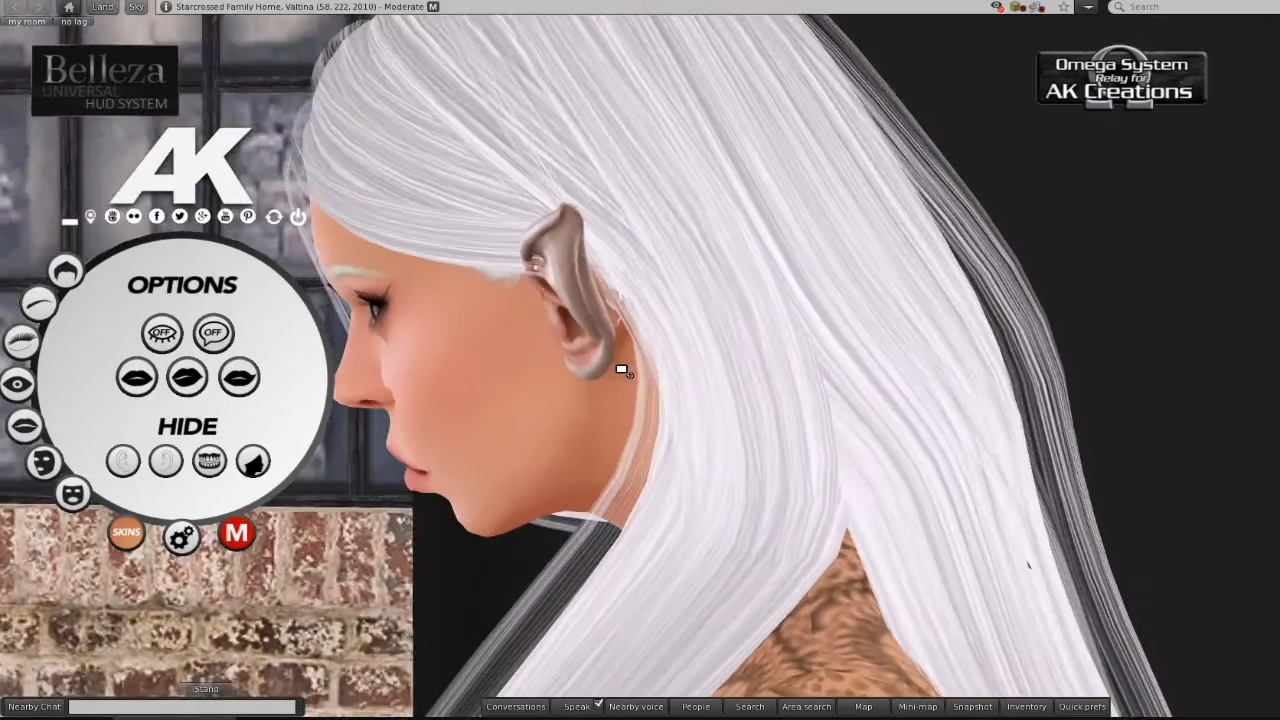 Land
Sky
Starcrossed Family Home, Valtina (58, 222, 2010) - Moderate M
Search
my room
no lag
Belleza
UNIVERSAL
HUD SYSTEM
Omega System
Relay for
AK Creations
AK
OPTIONS
OFF
OFF
HIDE
SKINS
M
Stand
Nearby Chat
Conversations
Speak
Nearby voice
People
Search
Area search
Map
Mini-map
Snapshot
Inventory
Quick prefs